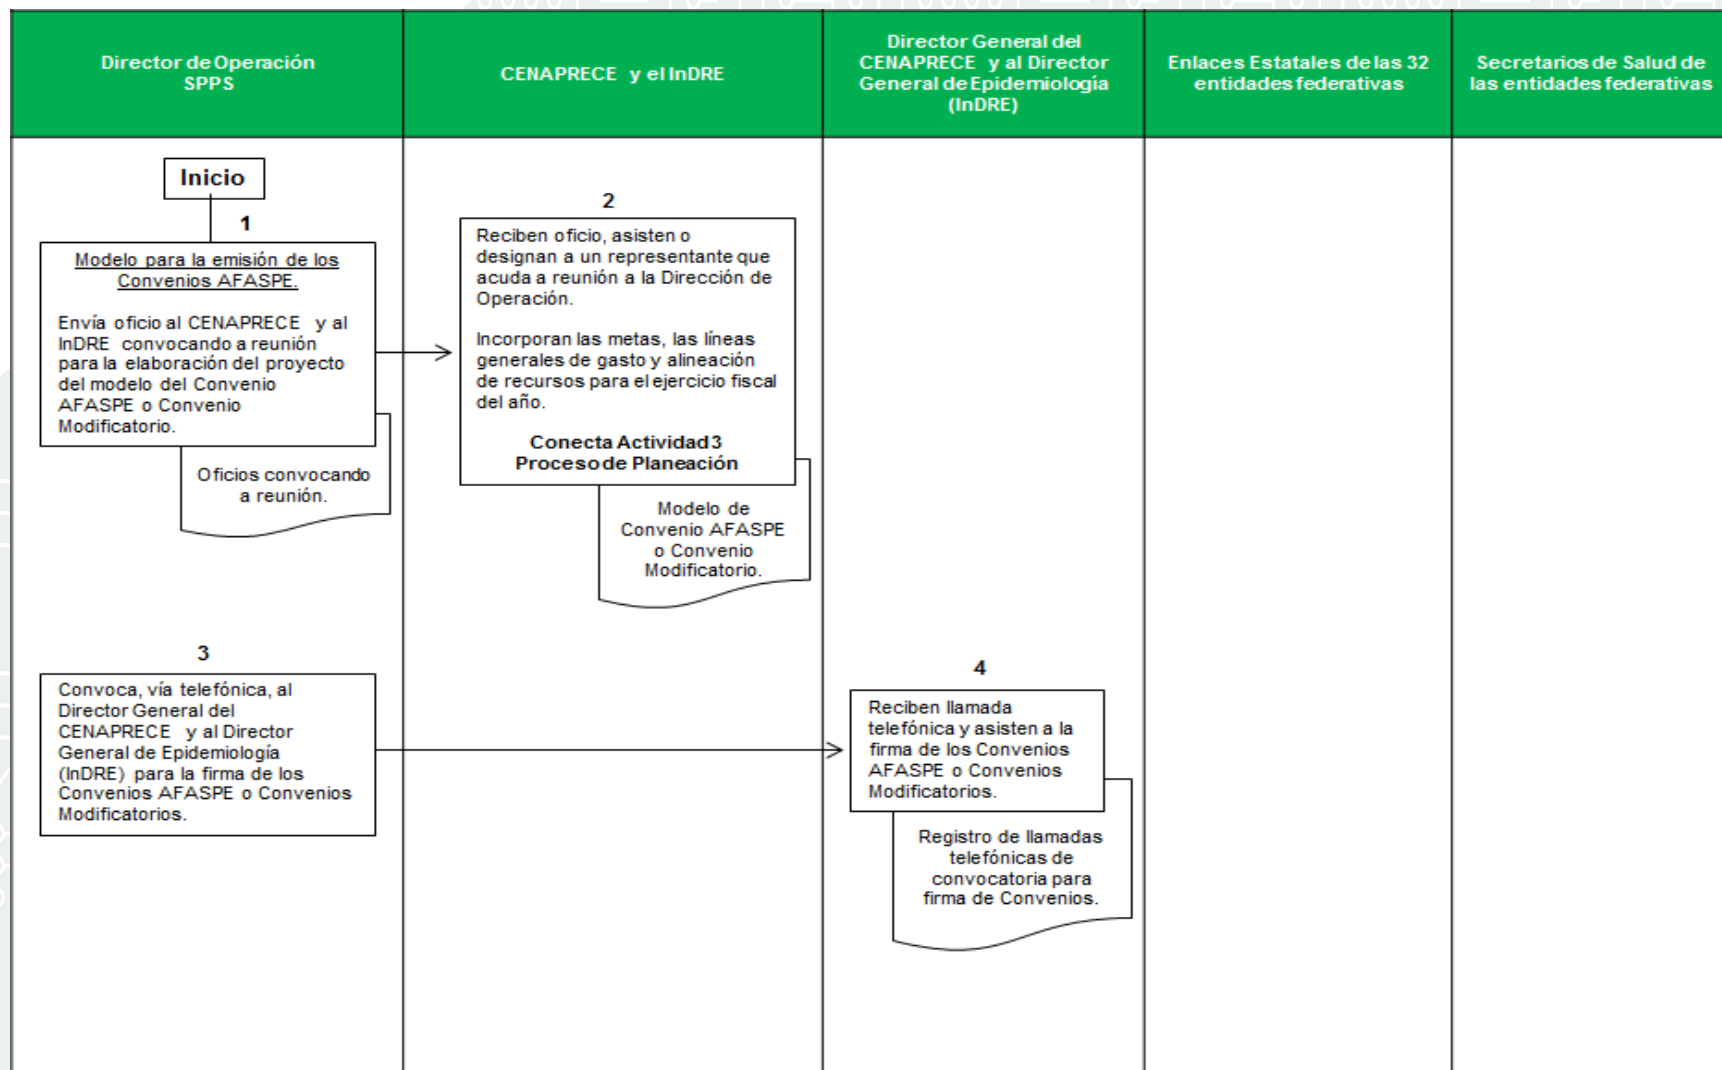 Director de Operación
SPPS
CENAPRECE y el InDRE
Director General del
CENAPRECE y al Director
General de Epidemiología
(InDRE)
Enlaces Estatales de las 32
entidades federativas
Secretarios de Salud de
las entidades federativas
Inicio
1
Modelo para la emisión de los
Convenios AFASPE.
Envía oficio al CENAPRECE y al
InDRE convocando a reunión
para la elaboración del proyecto
del modelo del Convenio
AFASPE o Convenio
Modificatorio.
Oficios convocando
a reunión.
2
Reciben oficio, asisten o
designan a un representante que
acuda a reunión a la Dirección de
Operación.
Incorporan las metas, las líneas
generales de gasto y alineación
de recursos para el ejercicio fiscal
del año.
Conecta Actividad 3
Proceso de Planeación
Modelo de
Convenio AFASPE
o Convenio
Modificatorio.
3
Convoca, vía telefónica, al
Director General del
CENAPRECE y al Director
General de Epidemiología
(InDRE) para la firma de los
Convenios AFASPE o Convenios
Modificatorios.
4
Reciben llamada
telefónica y asisten a la
firma de los Convenios
AFASPE o Convenios
Modificatorios.
Registro de llamadas
telefónicas de
convocatoria para
firma de Convenios.